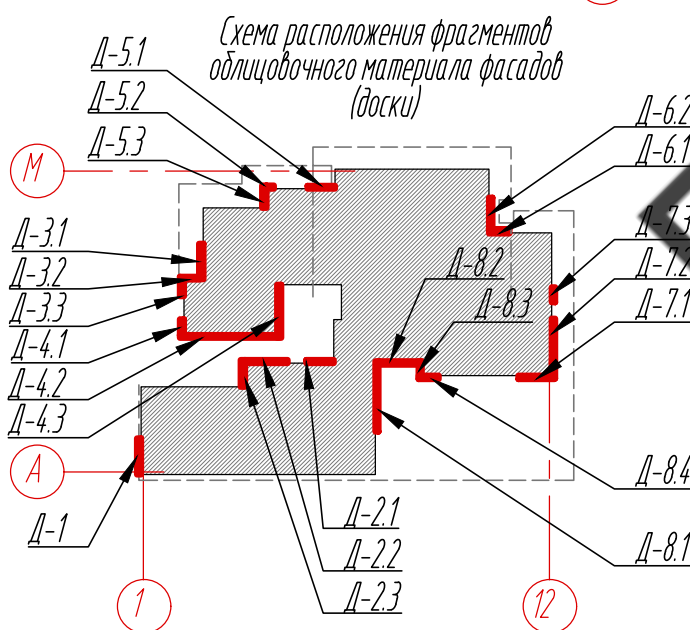 Схема расположения фрагментов
облицовочного материала фасадов
(доски)
Д-5.1
Д-5.2
Д-5.3
Д-6.2
Д-6.1
М
Д-3.1
Д-3.2
Д-3.3
Д-4.1
Д-4.2
Д-4.3
Д-7.3
Д-7.2
Д-7.1
Д-8.2
Д-8.3
А
Д-8.4
Д-1
Д-2.1
Д-2.2
Д-2.3
Д-8.1
1
12